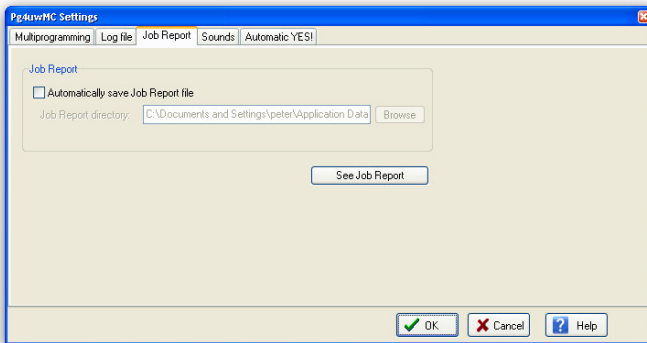 Pg4uwMC Settings
Multiprogramming Log file Job Report Sounds Automatic YES!
Job Report
Automatically save Job Report file
Job Report directory: C:\Documents and Settings\peter\Application Data Browse
See Job Report
OK Cancel ? Help